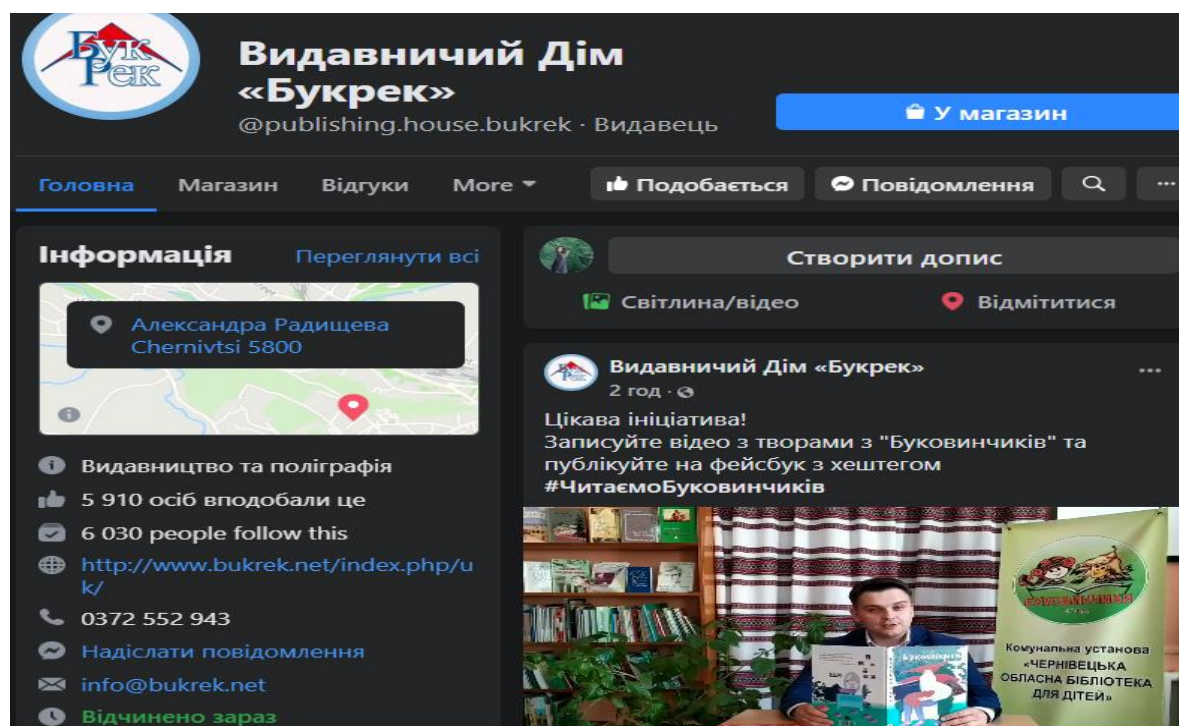 Бук
Рек
Видавничий Дім
«Букрек»
@publishing.house.bukrek · Видавець
У магазин
Головна
Магазин
Відгуки
More
Подобається
Повідомлення
Інформація
Переглянути всі
Александра Радищева
Chernivtsi 5800
Видавництво та поліграфія
5 910 осіб вподобали це
6 030 people follow this
http://www.bukrek.net/index.php/u
k/
0372 552 943
Надіслати повідомлення
info@bukrek.net
Відчинено зараз
Створити допис
Світлина/відео
Відмітитися
Видавничий Дім «Букрек»
2 год
Цікава ініціатива!
Записуйте відео з творами з "Буковинчиків" та
публікуйте на фейсбук з хештегом
#ЧитаємоБуковинчиків
БУКОВИНЧИКИ
Комунальна установа
«ЧЕРНІВЕЦЬКА
ОБЛАСНА БІБЛІОТЕКА
ДЛЯ ДІТЕЙ»